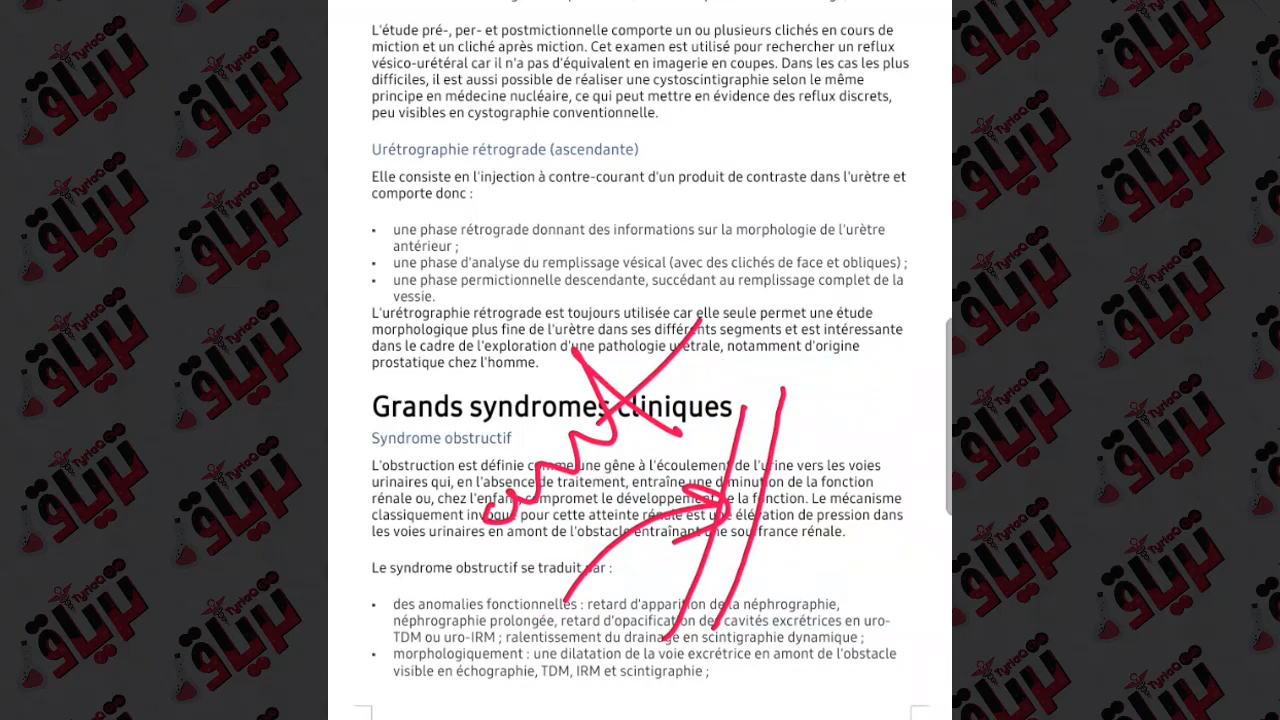 L'étude pré-, per- et postmictionnelle comporte un ou plusieurs clichés en cours de
miction et un cliché après miction. Cet examen est utilisé pour rechercher un reflux
vésico-urétéral car il n'a pas d'équivalent en imagerie en coupes. Dans les cas les plus
difficiles, il est aussi possible de réaliser une cystoscintigraphie selon le même
principe en médecine nucléaire, ce qui peut mettre en évidence des reflux discrets,
peu visibles en cystographie conventionnelle.
Urétrographie rétrograde (ascendante)
Elle consiste en l'injection à contre-courant d'un produit de contraste dans l'urètre et
comporte donc :
▪ une phase rétrograde donnant des informations sur la morphologie de l'urètre
antérieur ;
▪ une phase d'analyse du remplissage vésical (avec des clichés de face et obliques) ;
▪ une phase permictionnelle descendante, succédant au remplissage complet de la
vessie.
L'urétrographie rétrograde est toujours utilisée car elle seule permet une étude
morphologique plus fine de l'urètre dans ses différents segments et est intéressante
dans le cadre de l'exploration d'une pathologie urétrale, notamment d'origine
prostatique chez l'homme.
Grands syndromes cliniques
Syndrome obstructif
L'obstruction est définie comme une gêne à l'écoulement de l'urine vers les voies
urinaires qui, en l'absence de traitement, entraîne une diminution de la fonction
rénale ou, chez l'enfant, compromet le développement de la fonction. Le mécanisme
classiquement invoqué pour cette atteinte rénale est une élévation de pression dans
les voies urinaires en amont de l'obstacle entraînant une souffrance rénale.
Le syndrome obstructif se traduit par :
▪ des anomalies fonctionnelles : retard d'apparition de la néphrographie,
néphrographie prolongée, retard d'opacification des cavités excrétrices en uro-
TDM ou uro-IRM ; ralentissement du drainage en scintigraphie dynamique ;
▪ morphologiquement : une dilatation de la voie excrétrice en amont de l'obstacle
visible en échographie, TDM, IRM et scintigraphie ;
TyriaQ
ترياق